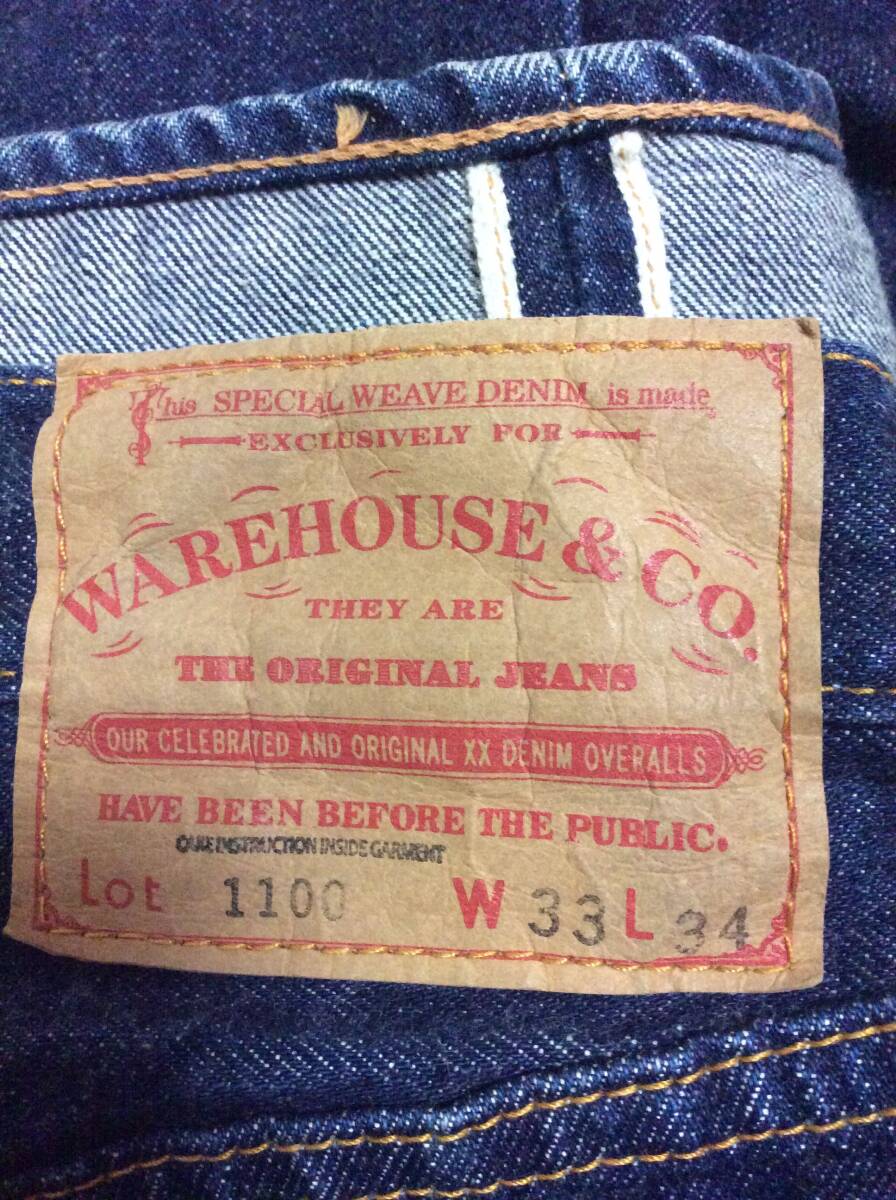 This SPECIAL WEAVE DENIM is made
EXCLUSIVELY FOR
WAREHOUSE & CO.
THEY ARE
THE ORIGINAL JEANS
OUR CELEBRATED AND ORIGINAL XX DENIM OVERALLS
HAVE BEEN BEFORE THE PUBLIC.
CARE INSTRUCTION INSIDE GARMENT
Lot 1100 W 33 L 34